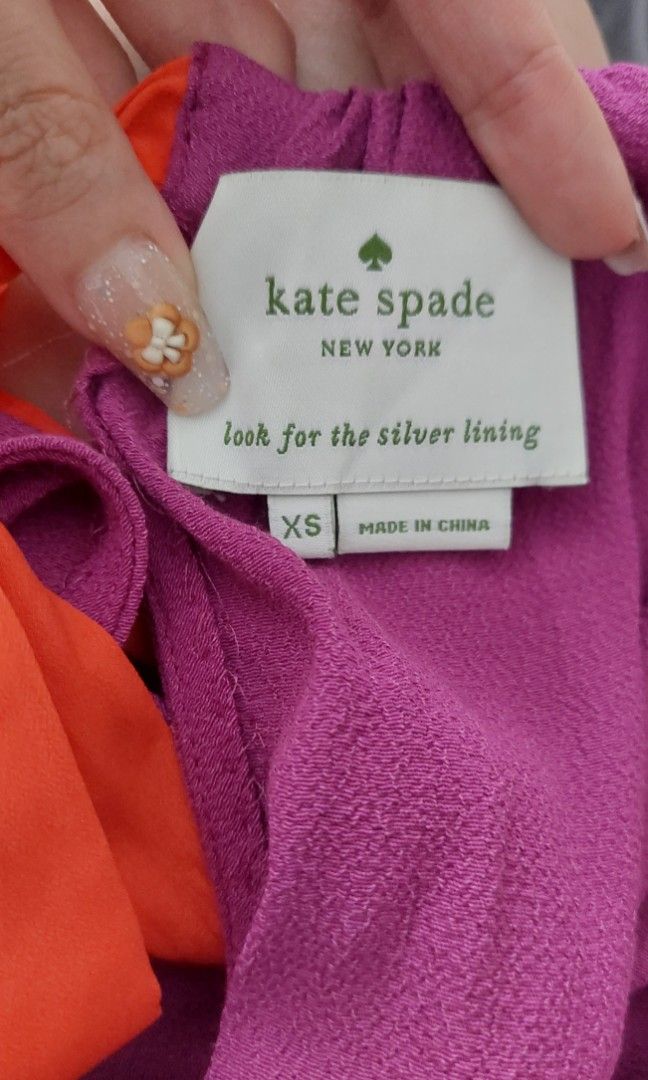 kate spade
NEW YORK
look for the silver lining
XS
MADE IN CHINA